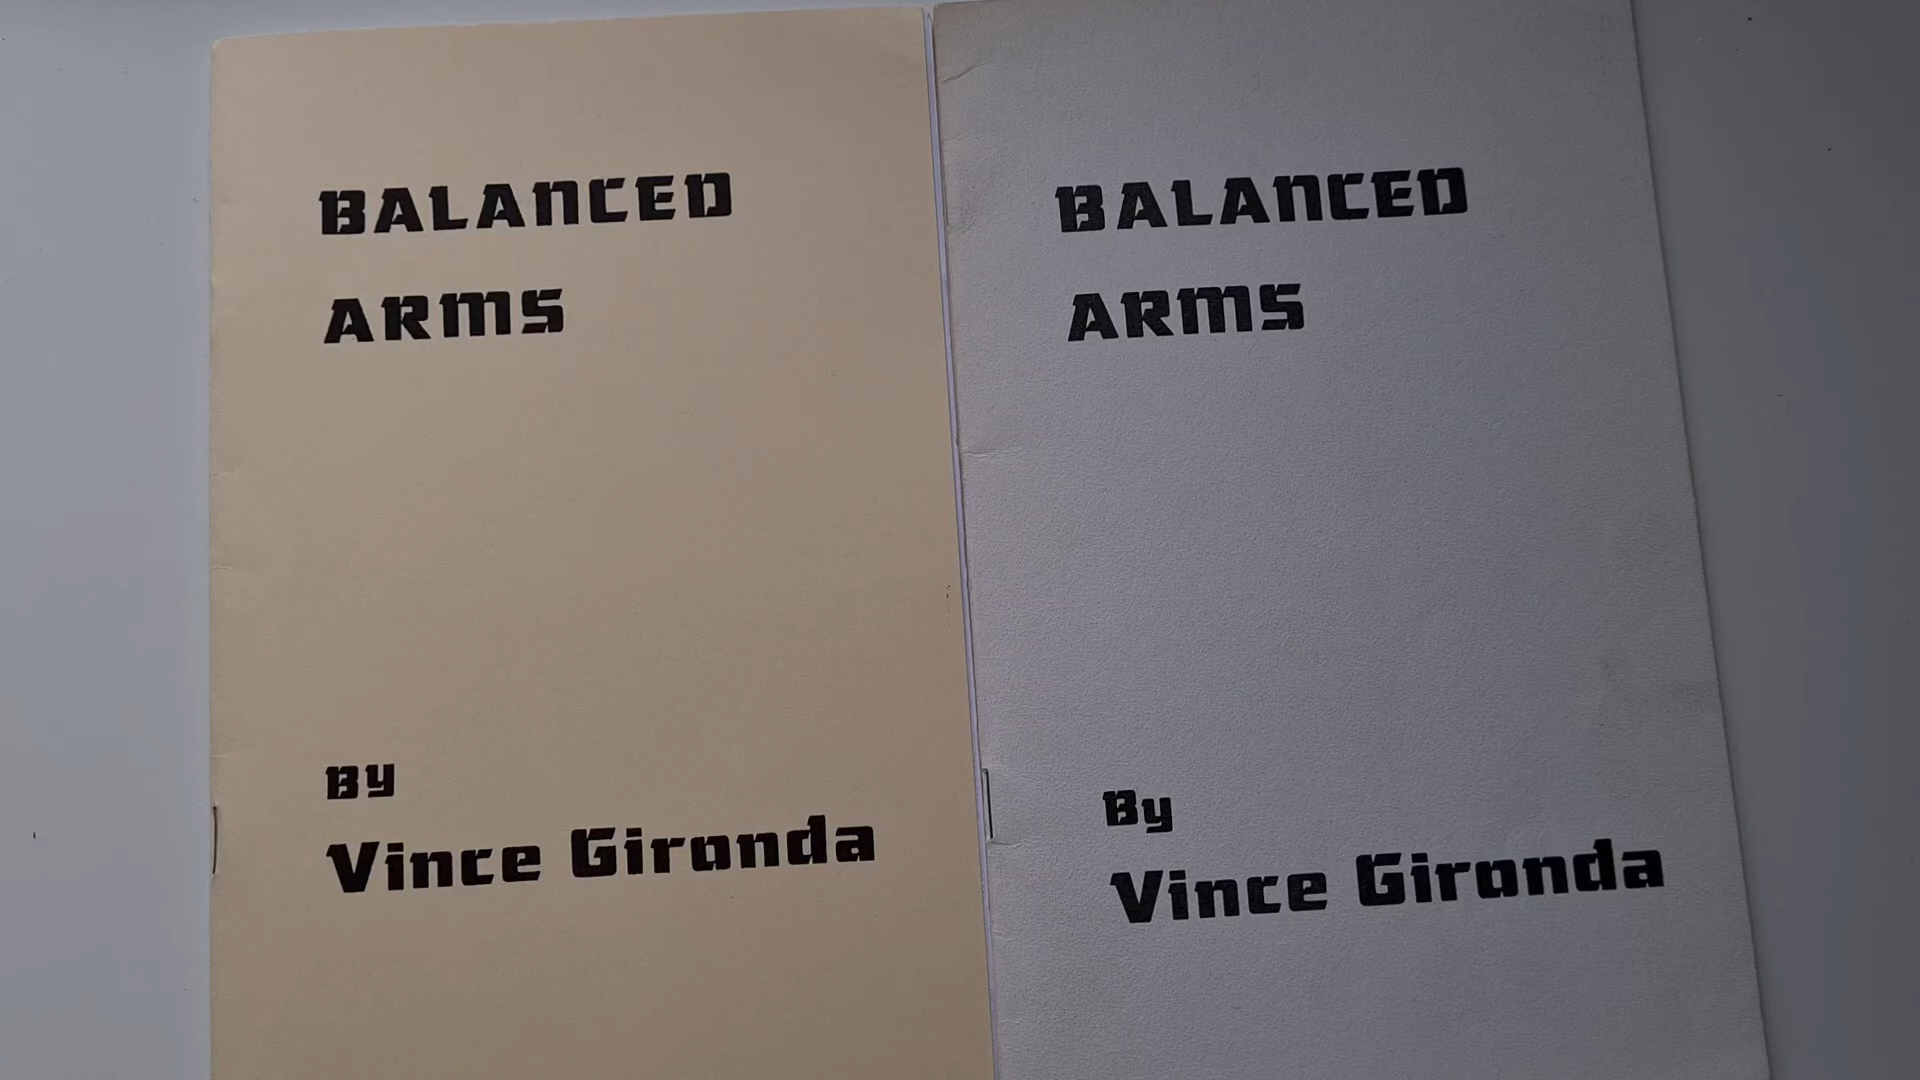 BALANCED
ARMS
By
Vince Gironda
BALANCED
ARMS
By
Vince Gironda